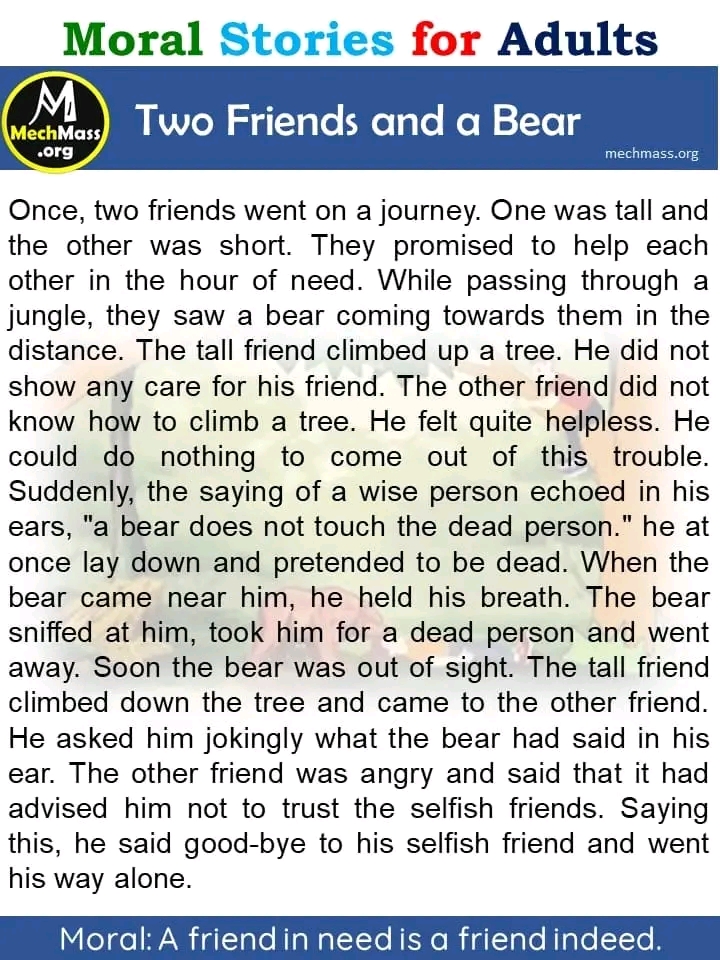 Moral Stories for Adults
M
MechMass
.org
Two Friends and a Bear
mechmass.org
Once, two friends went on a journey. One was tall and
the other was short. They promised to help each
other in the hour of need. While passing through a
jungle, they saw a bear coming towards them in the
distance. The tall friend climbed up a tree. He did not
show any care for his friend. The other friend did not
know how to climb a tree. He felt quite helpless. He
could do nothing to come out of this trouble.
Suddenly, the saying of a wise person echoed in his
ears, "a bear does not touch the dead person." he at
once lay down and pretended to be dead. When the
bear came near him, he held his breath. The bear
sniffed at him, took him for a dead person and went
away. Soon the bear was out of sight. The tall friend
climbed down the tree and came to the other friend.
He asked him jokingly what the bear had said in his
ear. The other friend was angry and said that it had
advised him not to trust the selfish friends. Saying
this, he said good-bye to his selfish friend and went
his way alone.
Moral: A friend in need is a friend indeed.